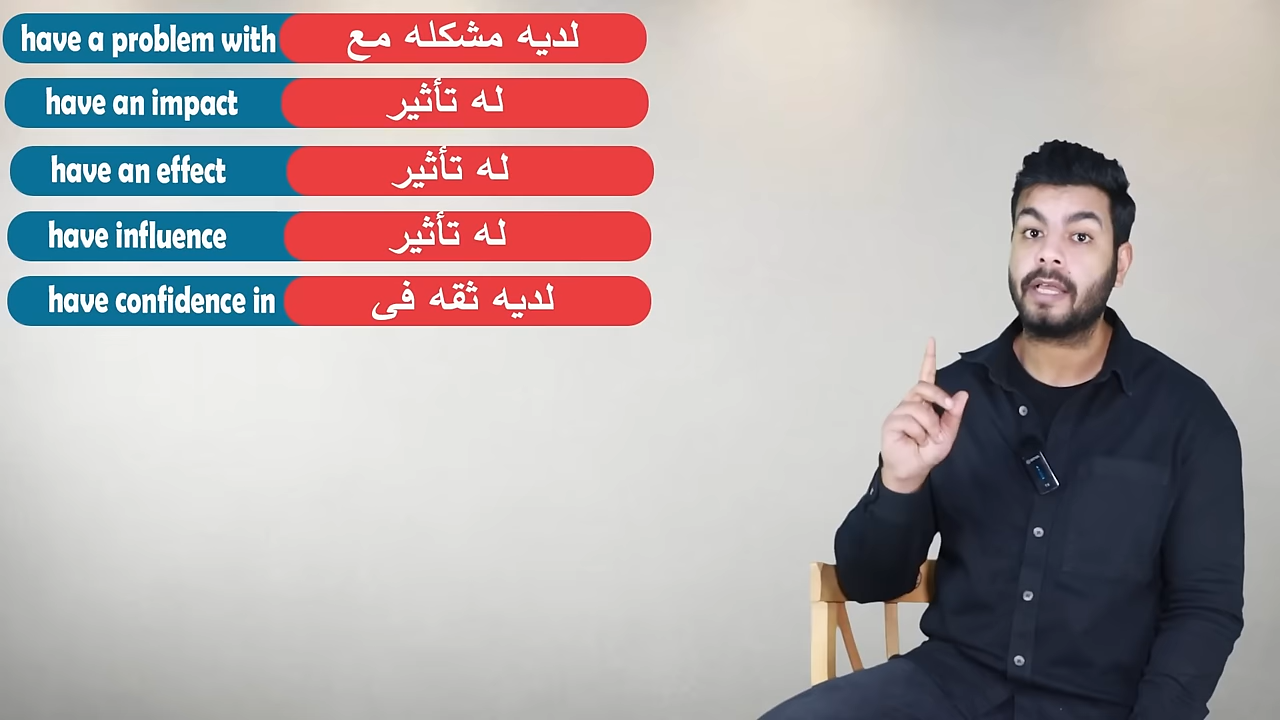 have a problem with لديه مشكله مع
have an impact له تأثير
have an effect له تأثير
have influence له تأثير
have confidence in لديه ثقه فى